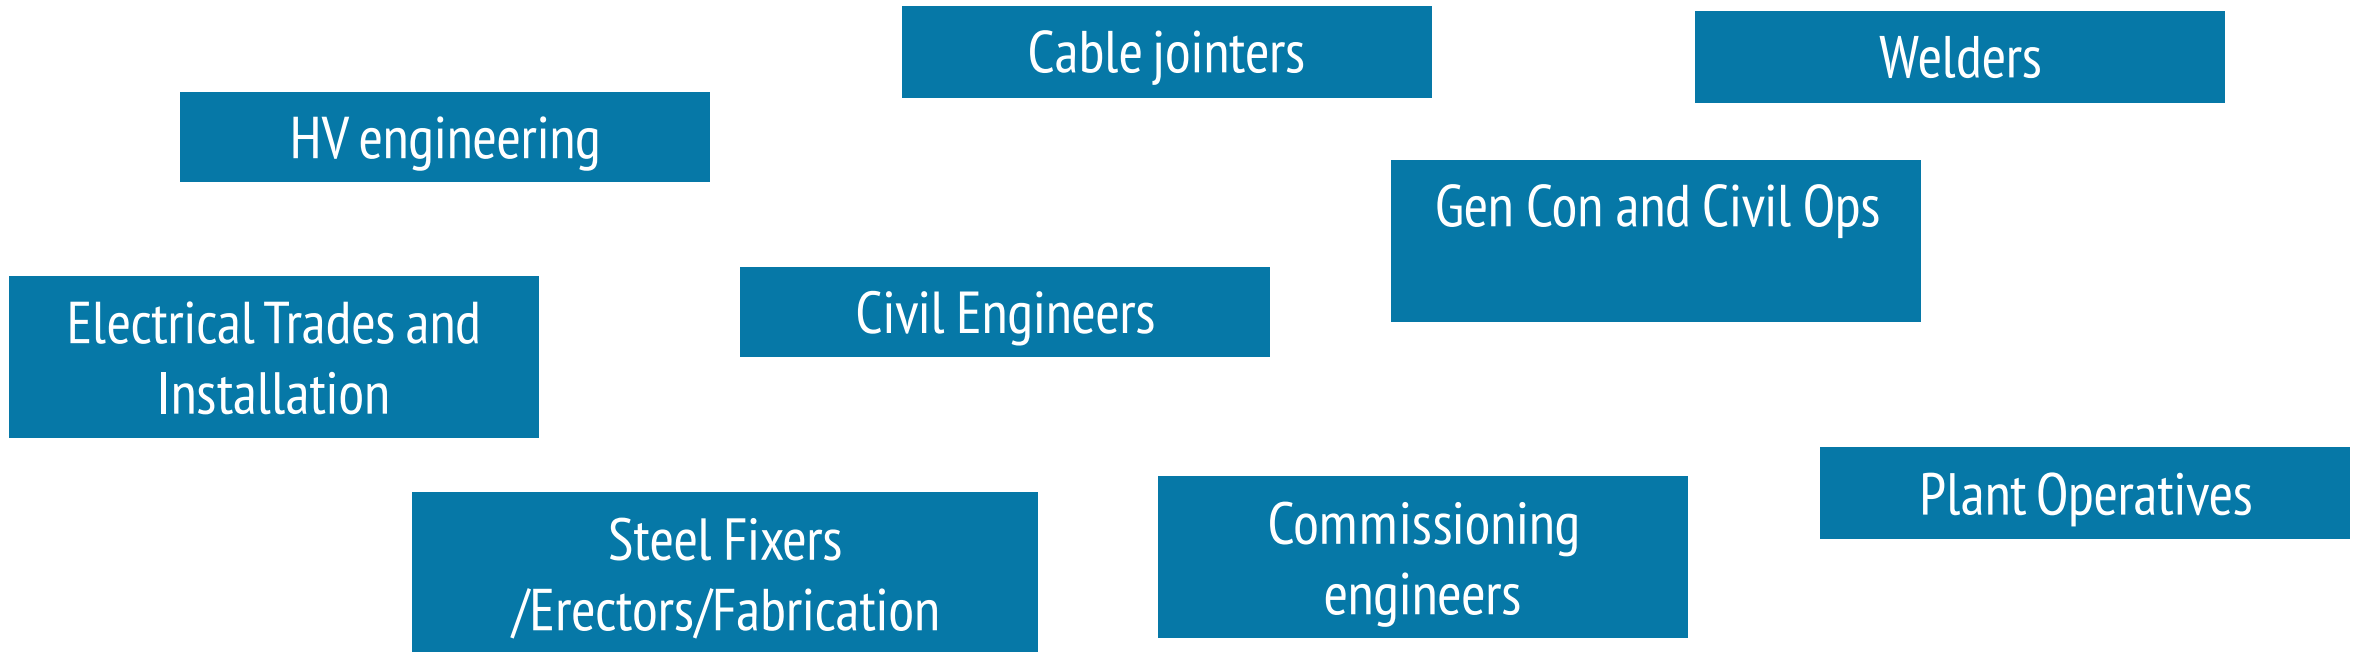 Cable jointers
Welders
HV engineering
Gen Con and Civil Ops
Electrical Trades and
Installation
Civil Engineers
Plant Operatives
Steel Fixers
/Erectors/Fabrication
Commissioning
engineers